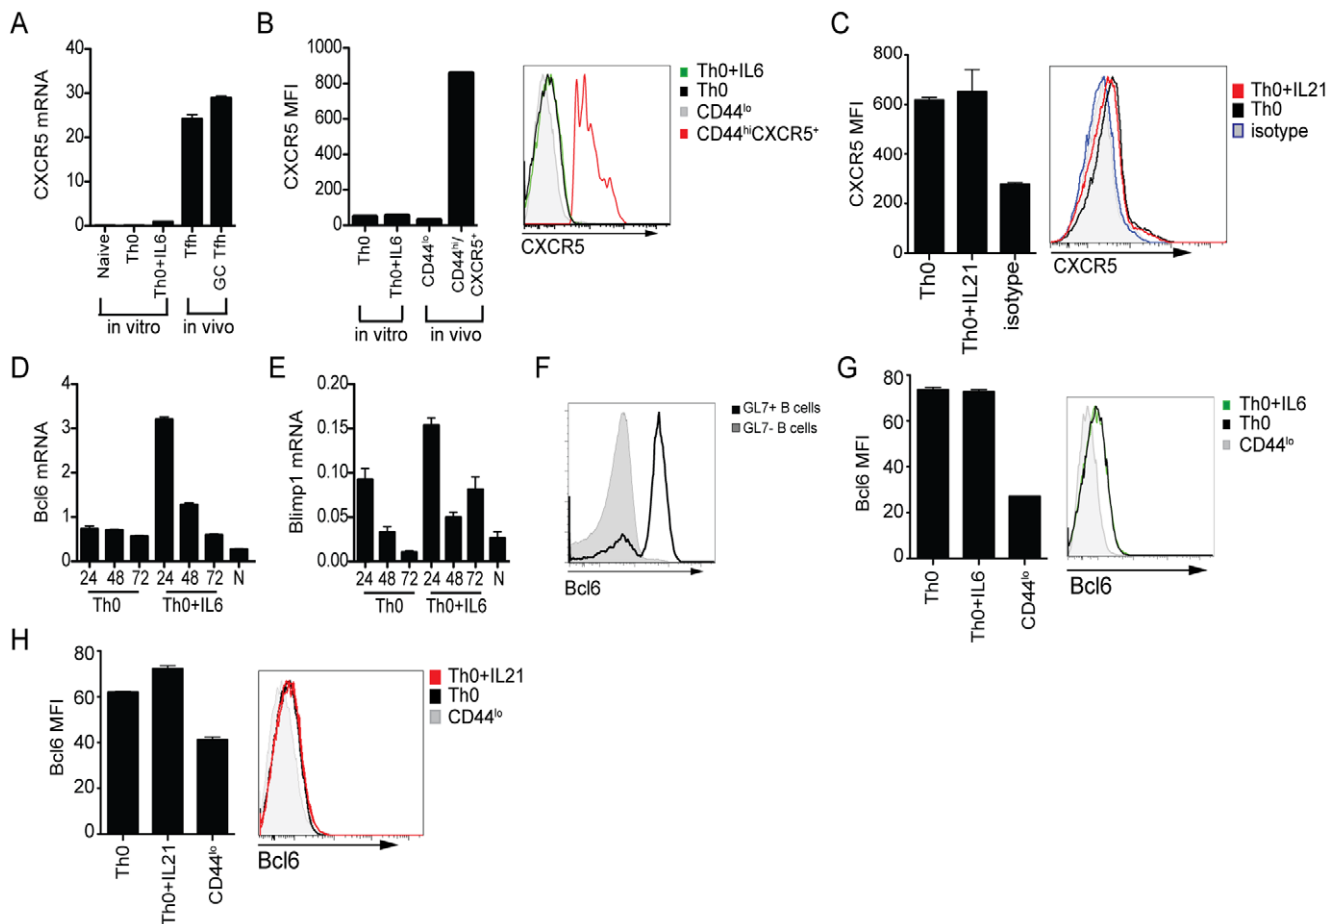 A
CXCR5 mRNA
40
30
20
10
0
Naive
Th0
Th0+IL6
Tfh
GC Tfh
in vitro
in vivo
B
CXCR5 MFI
1000
800
600
400
200
0
Th0
Th0+IL6
CD44lo
CD44hi/
CXCR5+
in vitro
in vivo
Th0+IL6
Th0
CD44lo
CD44hiCXCR5+
CXCR5
C
CXCR5 MFI
800
600
400
200
0
Th0
Th0+IL21
isotype
Th0+IL21
Th0
isotype
CXCR5
D
Bcl6 mRNA
4
3
2
1
0
24 48 72 24 48 72 N
Th0 Th0+IL6
E
Blimp1 mRNA
0.20
0.15
0.10
0.05
0.00
24 48 72 24 48 72 N
Th0 Th0+IL6
F
GL7+ B cells
GL7- B cells
Bcl6
G
Bcl6 MFI
80
60
40
20
0
Th0
Th0+IL6
CD44lo
Th0+IL6
Th0
CD44lo
Bcl6
H
Bcl6 MFI
80
60
40
20
0
Th0
Th0+IL21
CD44lo
Th0+IL21
Th0
CD44lo
Bcl6